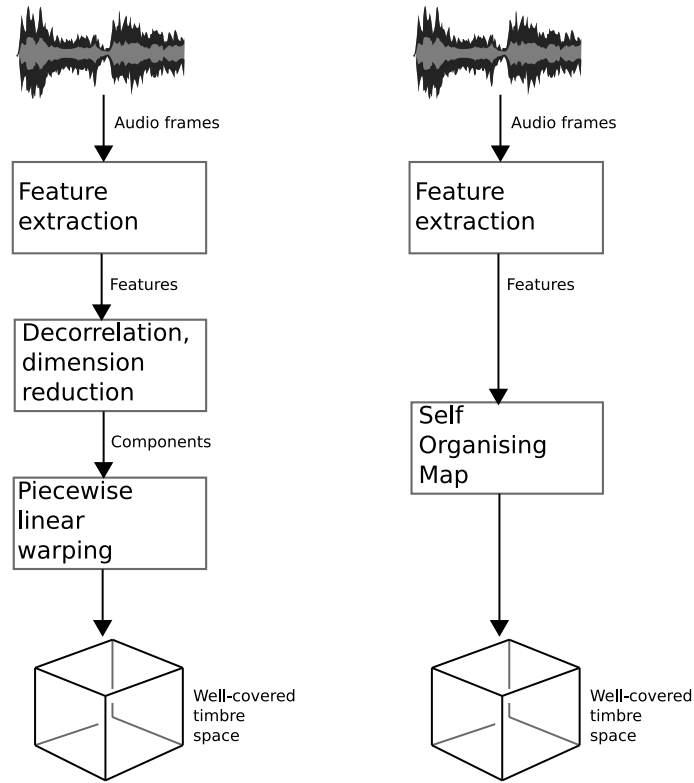 Audio frames
Feature
extraction
Features
Decorrelation,
dimension
reduction
Components
Piecewise
linear
warping
Well-covered
timbre
space
Audio frames
Feature
extraction
Features
Self
Organising
Map
Well-covered
timbre
space